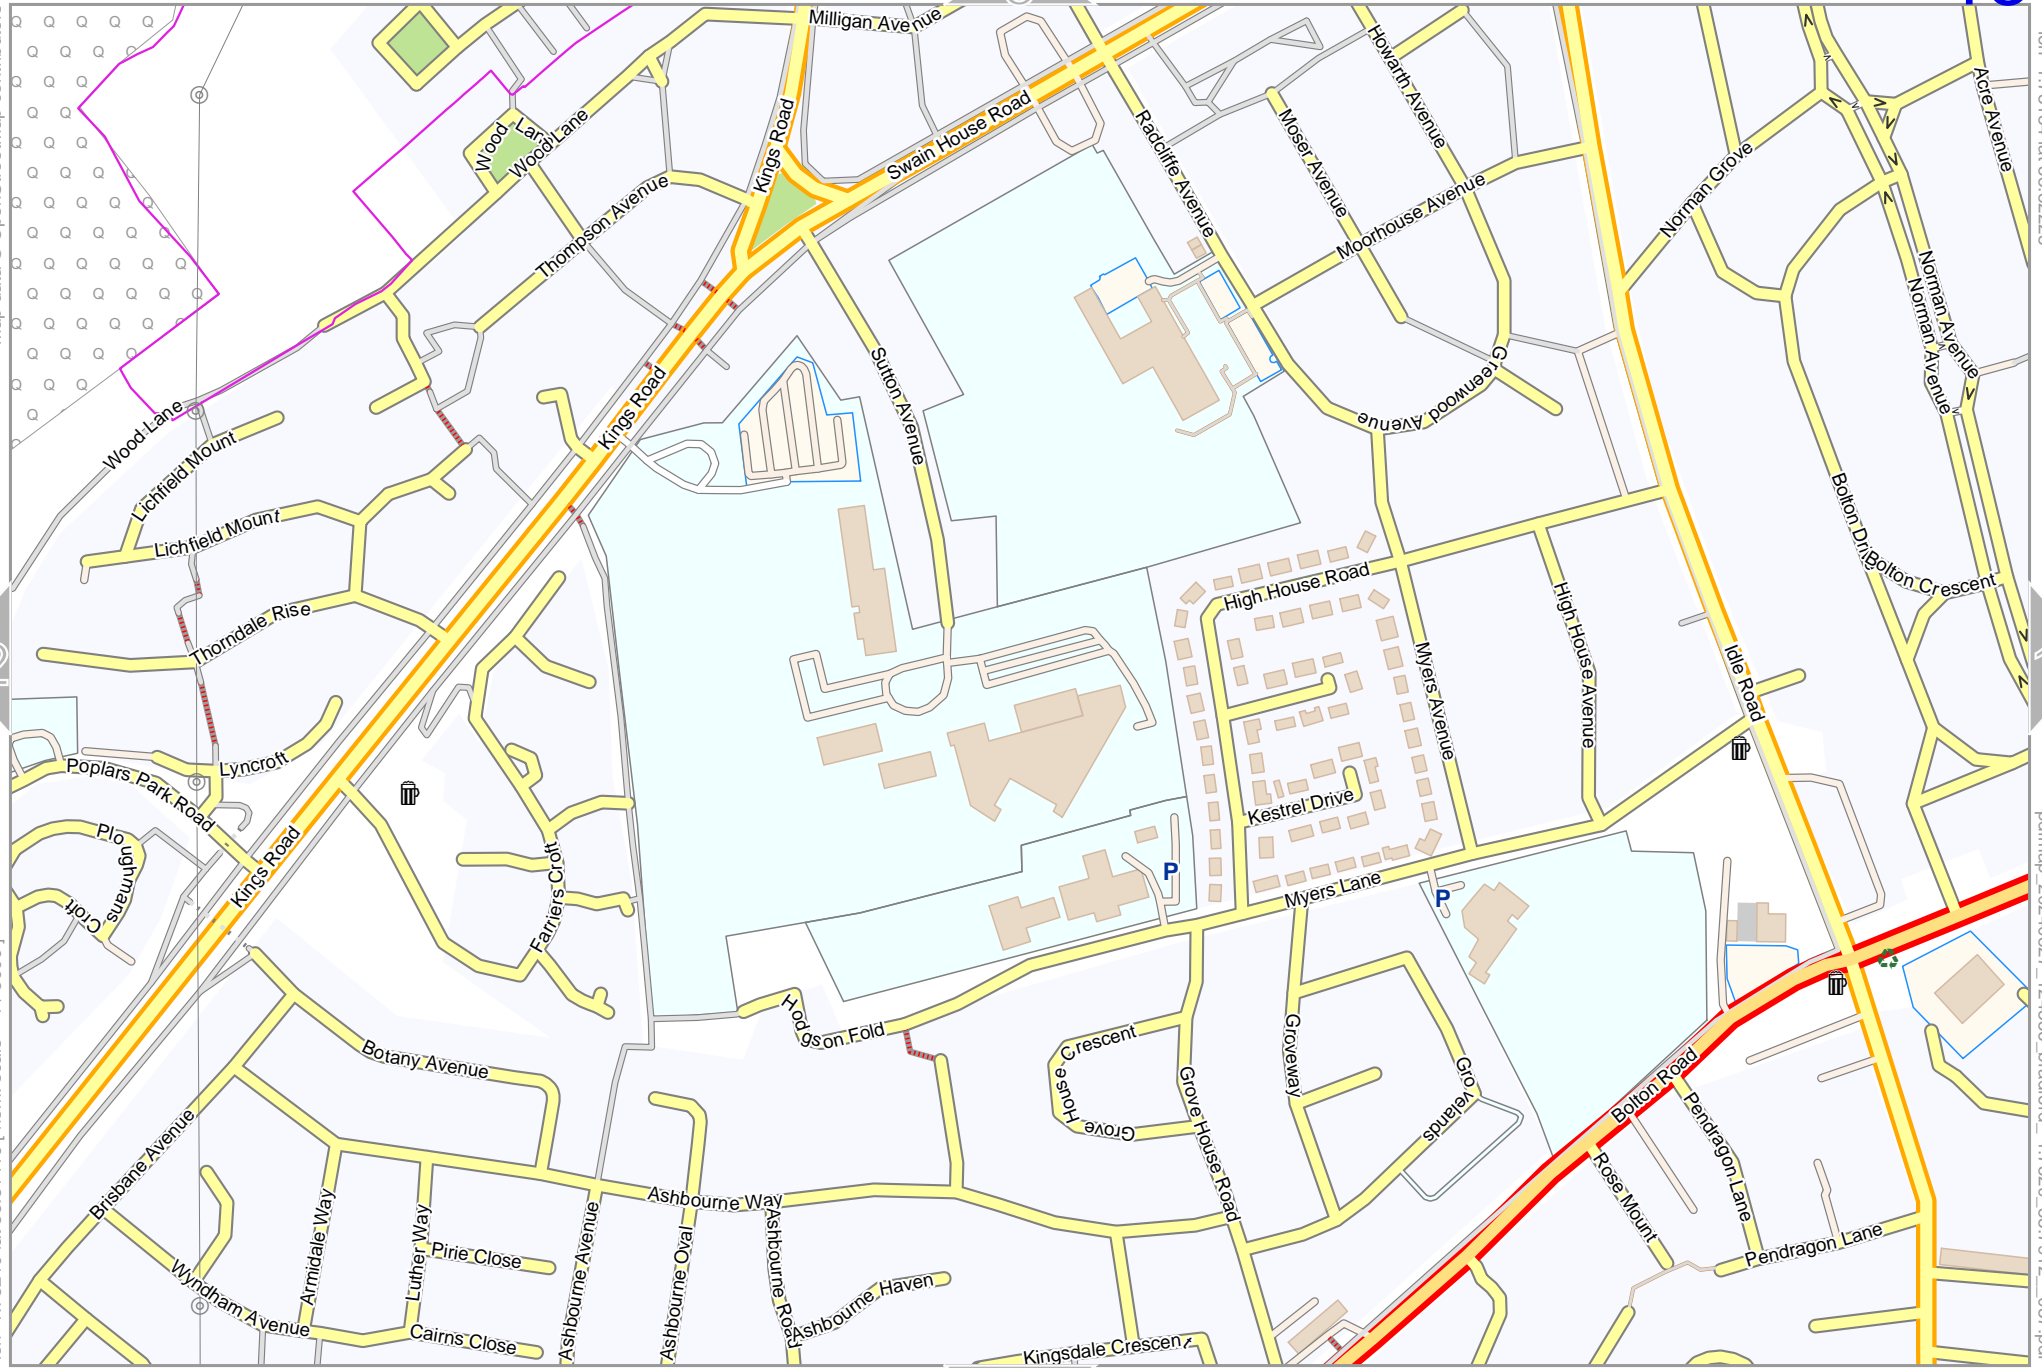 Milligan Avenue
Howarth Avenue
Acre Avenue
Kings Road
Swain House Road
Radcliffe Avenue
Moser Avenue
Wood Lane
Wood Lane
Norman Grove
Thompson Avenue
Moorhouse Avenue
Norman Avenue
Norman Avenue
Sutton Avenue
Greenwood Avenue
Kings Road
Wood Lane
Lichfield Mount
Lichfield Mount
Bolton Drive
Bolton Crescent
High House Road
High House Avenue
Thorndale Rise
Myers Avenue
Idle Road
Lyncroft
Poplars Park Road
Kestrel Drive
Ploughmans Croft
Kings Road
Farriers Croft
P
Myers Lane
P
Hodgson Fold
Botany Avenue
Grove House Crescent
Groveway
Grovelands
Bolton Road
Grove House Road
Pendragon Lane
Brisbane Avenue
Rose Mount
Ashbourne Way
Armidale Way
Luther Way
Pirie Close
Ashbourne Avenue
Ashbourne Oval
Ashbourne Road
Pendragon Lane
Wyndham Avenue
Ashbourne Haven
Cairns Close
Kingsdale Crescent